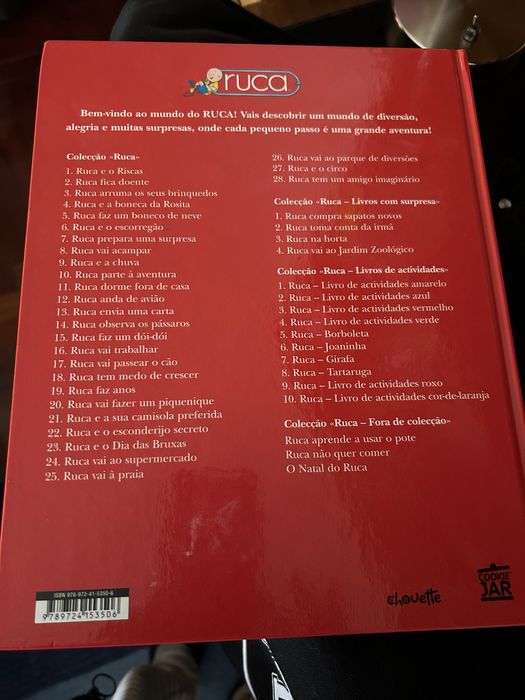 ruca
Bem-vindo ao mundo do RUCA! Vais descobrir um mundo de diversão,
alegria e muitas surpresas, onde cada pequeno passo é uma grande aventura!
Colecção «Ruca»
1. Ruca e o Riscas
2. Ruca fica doente
3. Ruca arruma os seus brinquedos
4. Ruca e a boneca da Rosita
5. Ruca faz um boneco de neve
6. Ruca e o escorregão
7. Ruca prepara uma surpresa
8. Ruca vai acampar
9. Ruca e a chuva
10. Ruca parte à aventura
11. Ruca dorme fora de casa
12. Ruca anda de avião
13. Ruca envia uma carta
14. Ruca observa os pássaros
15. Ruca faz um dói-dói
16. Ruca vai trabalhar
17. Ruca vai passear o cão
18. Ruca tem medo de crescer
19. Ruca faz anos
20. Ruca vai fazer um piquenique
21. Ruca e a sua camisola preferida
22. Ruca e o esconderijo secreto
23. Ruca e o Dia das Bruxas
24. Ruca vai ao supermercado
25. Ruca vai à praia
26. Ruca vai ao parque de diversões
27. Ruca e o circo
28. Ruca tem um amigo imaginário
Colecção «Ruca – Livros com surpresa»
1. Ruca compra sapatos novos
2. Ruca toma conta da irmã
3. Ruca na horta
4. Ruca vai ao Jardim Zoológico
Colecção «Ruca – Livros de actividades»
1. Ruca – Livro de actividades amarelo
2. Ruca – Livro de actividades azul
3. Ruca – Livro de actividades vermelho
4. Ruca – Livro de actividades verde
5. Ruca – Borboleta
6. Ruca – Joaninha
7. Ruca – Girafa
8. Ruca – Tartaruga
9. Ruca – Livro de actividades roxo
10. Ruca – Livro de actividades cor-de-laranja
Colecção «Ruca – Fora de colecção»
Ruca aprende a usar o pote
Ruca não quer comer
O Natal do Ruca
ISBN 978-972-41-5350-6
9789724153506
chouette
COOKIE
JAR